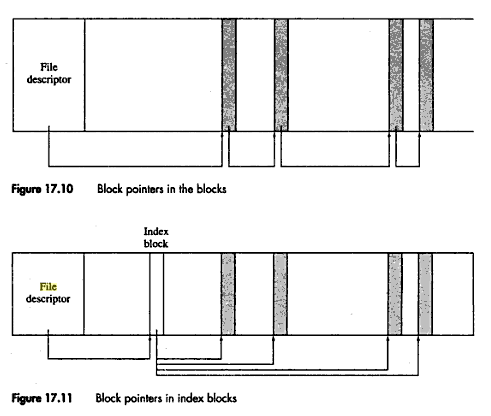 File
descriptor
Figure 17.10 Block pointers in the blocks
Index
block
File
descriptor
Figure 17.11 Block pointers in index blocks